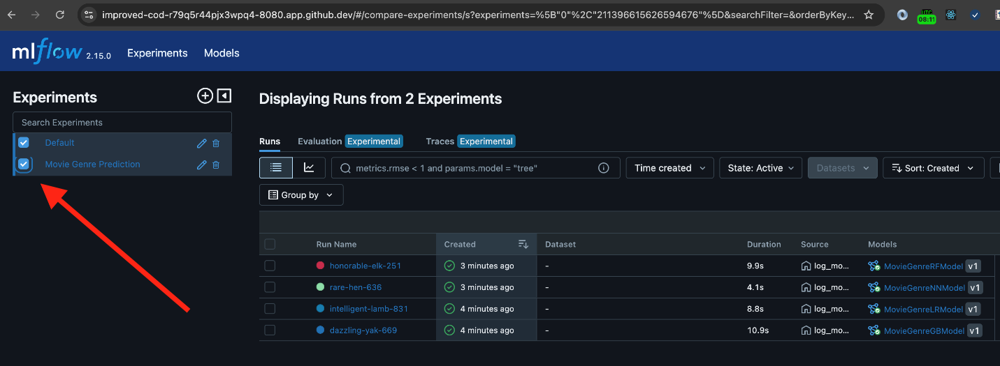 improved-cod-r79q5r44pjx3wpq4-8080.app.github.dev/#/compare-experiments/s?experiments=%5B"0"%2C"211396615626594676"%5D&searchFilter=&orderByKey...
UTC
08:11
mlflow 2.15.0 Experiments Models
Experiments
Search Experiments
Default
Movie Genre Prediction
Displaying Runs from 2 Experiments
Runs Evaluation Experimental Traces Experimental
metrics.rmse < 1 and params.model = "tree" Time created State: Active Datasets Sort: Created
Group by
Run Name Created Dataset Duration Source Models
honorable-elk-251 3 minutes ago - 9.9s log_mo... MovieGenreRFModel v1
rare-hen-636 3 minutes ago - 4.1s log_mo... MovieGenreNNModel v1
intelligent-lamb-831 4 minutes ago - 8.8s log_mo... MovieGenreLRModel v1
dazzling-yak-669 4 minutes ago - 10.9s log_mo... MovieGenreGBModel v1